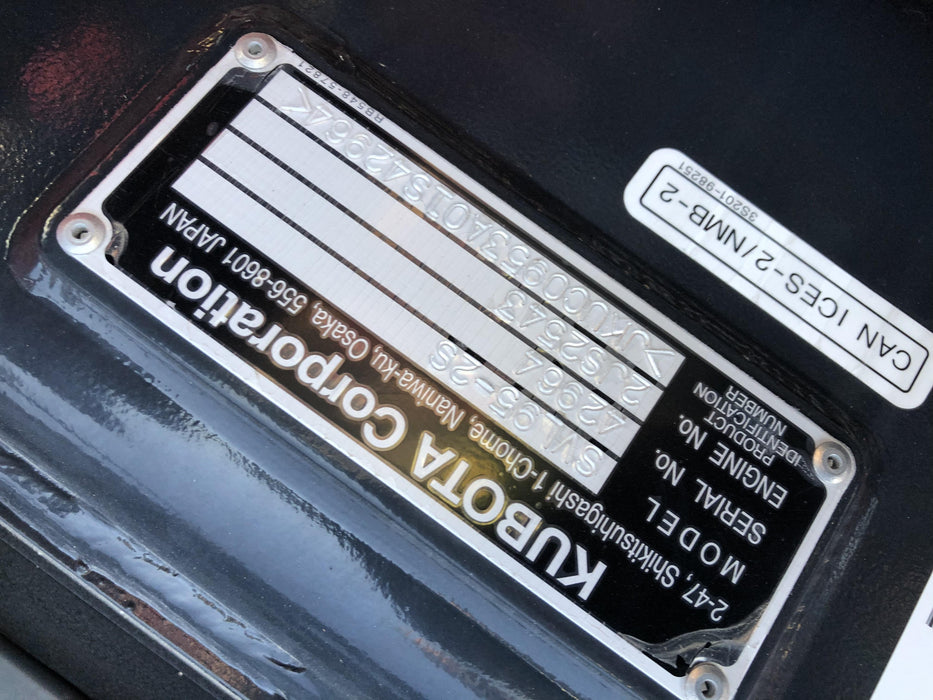 KUBOTA Corporation
2-47, Shikitsuhigashi 1-Chome, Naniwa-ku, Osaka, 556-8601, JAPAN
MODEL SVL95-2S
SERIAL No. 42964
ENGINE No. 2JS2543
PRODUCT
IDENTIFICATION
NUMBER >JKUC0953A01S42964<
RB548-57821
CAN ICES-2/NMB-2
3S201-98251